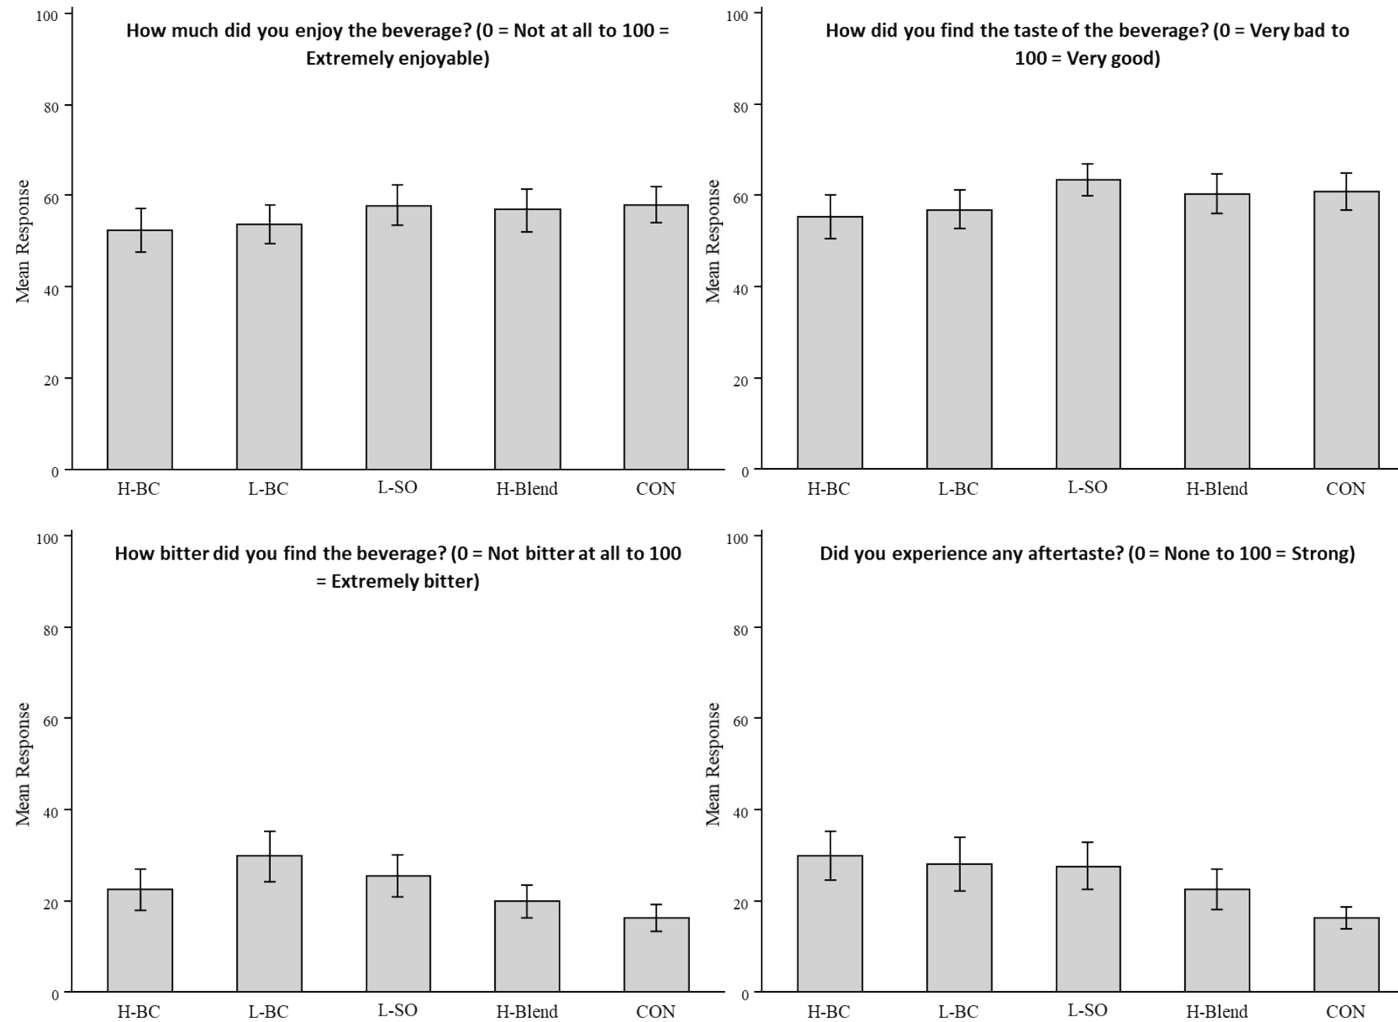 How much did you enjoy the beverage? (0 = Not at all to 100 =
Extremely enjoyable)
100
80
60
40
20
0
Mean Response
H-BC L-BC L-SO H-Blend CON
How did you find the taste of the beverage? (0 = Very bad to
100 = Very good)
100
80
60
40
20
0
Mean Response
H-BC L-BC L-SO H-Blend CON
How bitter did you find the beverage? (0 = Not bitter at all to 100
= Extremely bitter)
100
80
60
40
20
0
Mean Response
H-BC L-BC L-SO H-Blend CON
Did you experience any aftertaste? (0 = None to 100 = Strong)
100
80
60
40
20
0
Mean Response
H-BC L-BC L-SO H-Blend CON